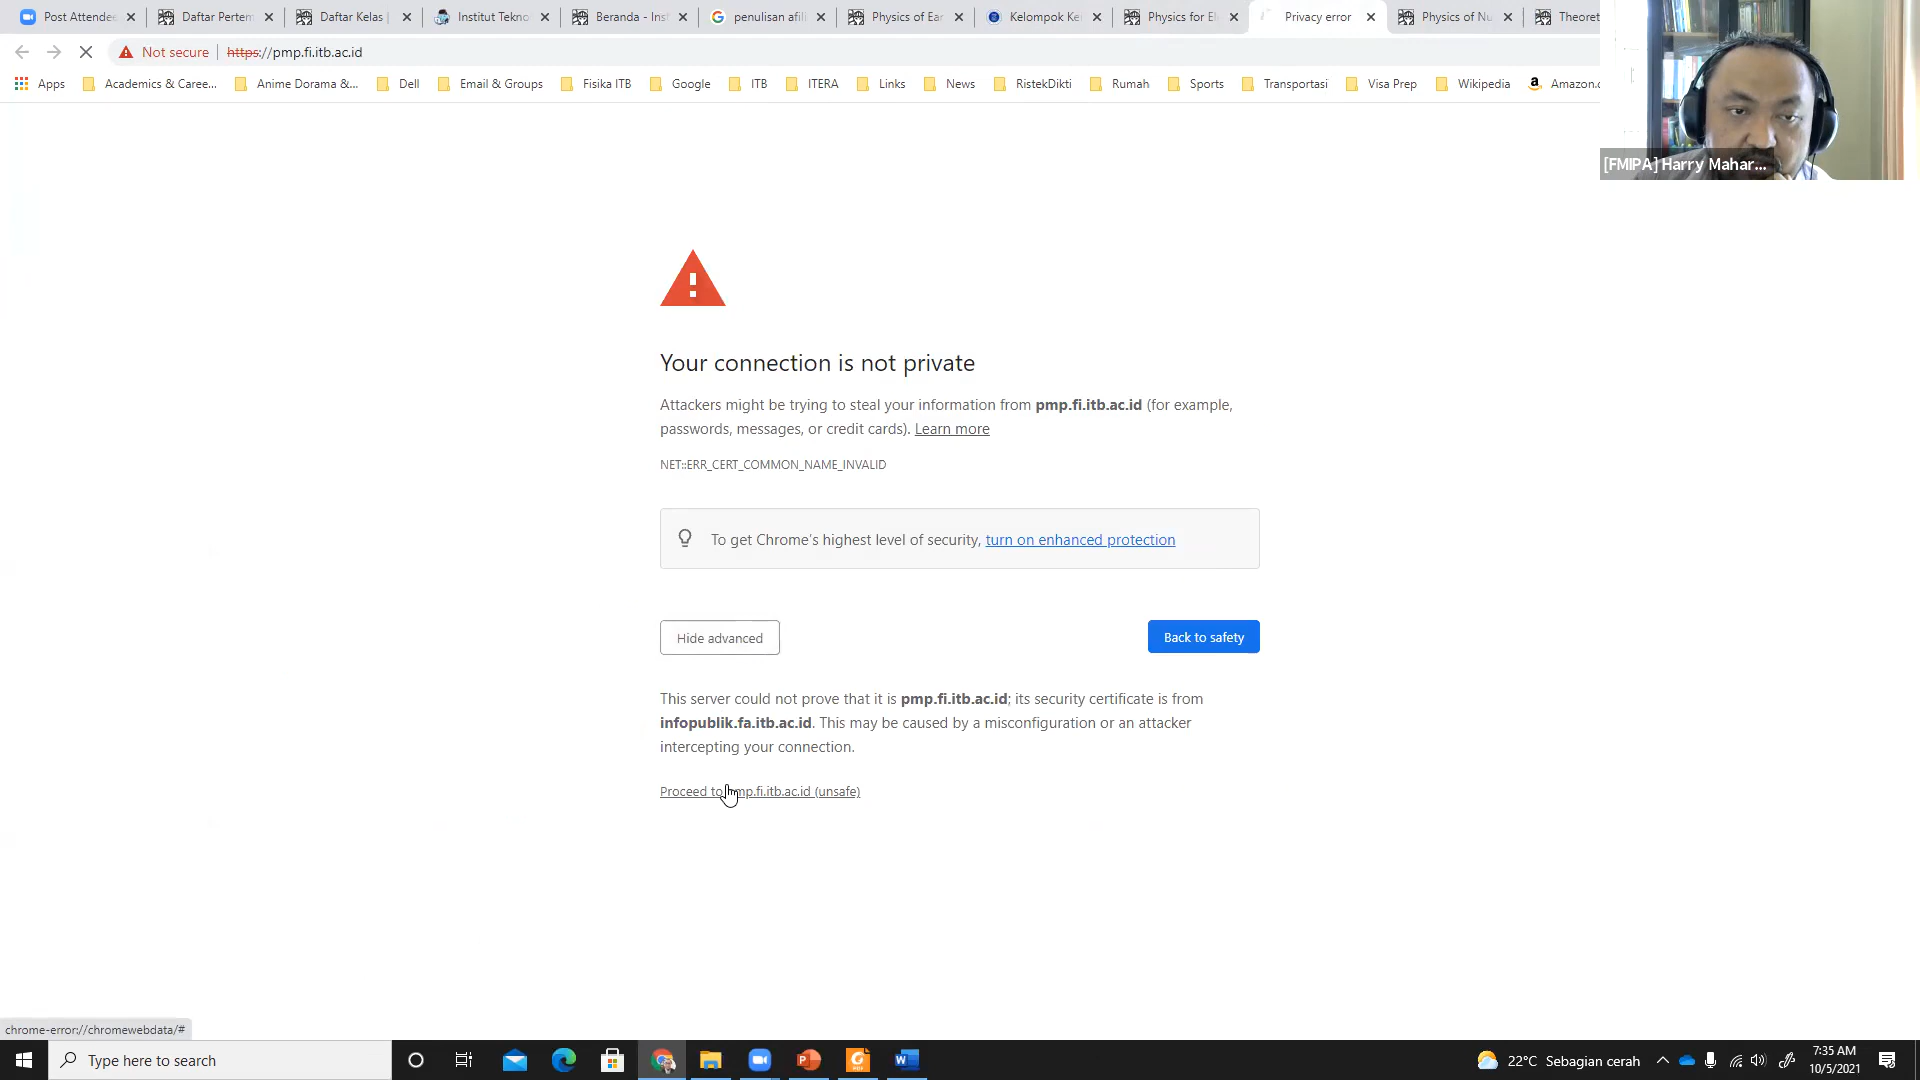 Post Attendee
Daftar Pertem
Daftar Kelas |
Institut Tekno
Beranda - Inst
penulisan afili
Physics of Ear
Kelompok Ke
Physics for El
Privacy error
Physics of Nu
Theoret
Not secure
https://pmp.fi.itb.ac.id
Apps
Academics & Caree...
Anime Dorama &...
Dell
Email & Groups
Fisika ITB
Google
ITB
ITERA
Links
News
RistekDikti
Rumah
Sports
Transportasi
Visa Prep
Wikipedia
Amazon.c
[FMIPA] Harry Mahar...
Your connection is not private
Attackers might be trying to steal your information from pmp.fi.itb.ac.id (for example,
passwords, messages, or credit cards). Learn more
NET::ERR_CERT_COMMON_NAME_INVALID
To get Chrome's highest level of security, turn on enhanced protection
Hide advanced
Back to safety
This server could not prove that it is pmp.fi.itb.ac.id; its security certificate is from
infopublik.fa.itb.ac.id. This may be caused by a misconfiguration or an attacker
intercepting your connection.
Proceed to pmp.fi.itb.ac.id (unsafe)
chrome-error://chromewebdata/#
Type here to search
22°C Sebagian cerah
7:35 AM
10/5/2021